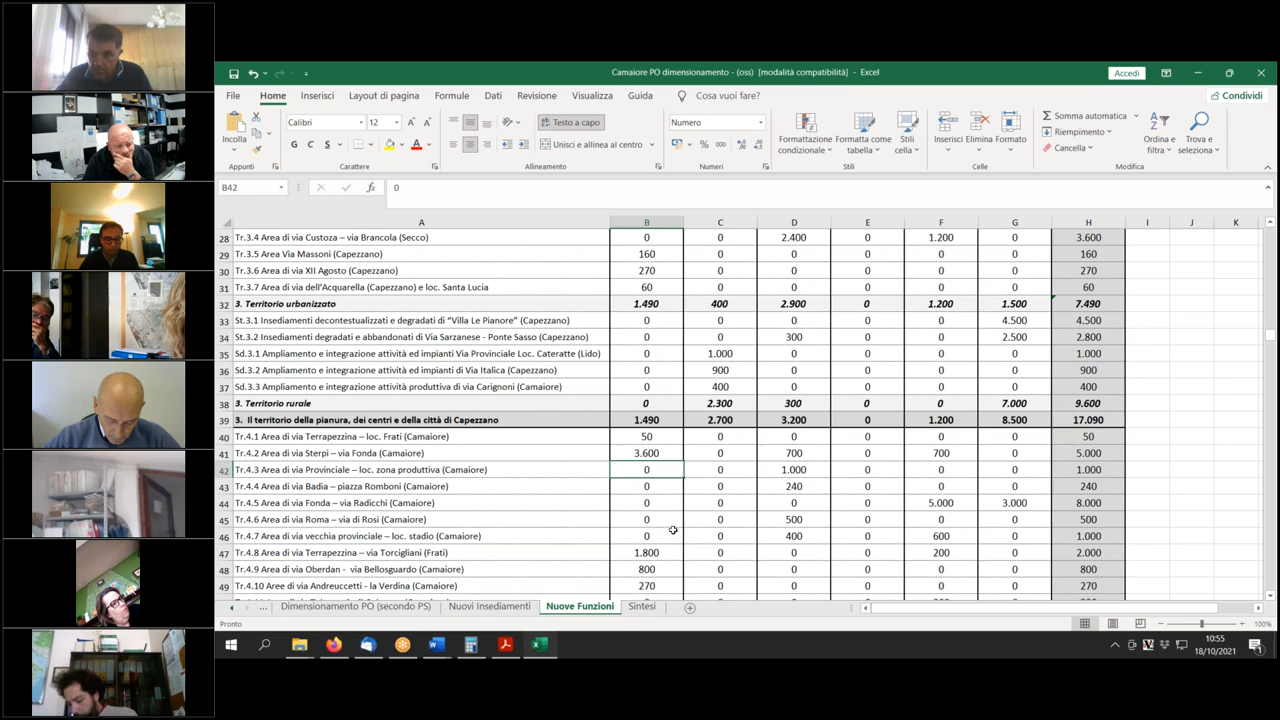 Camaiore PO dimensionamento - (oss) [modalità compatibilità] - Excel
Accedi
File Home Inserisci Layout di pagina Formule Dati Revisione Visualizza Guida Cosa vuoi fare? Condividi
Incolla
Calibri 12
G C S
Testo a capo
Unisci e allinea al centro
Numero
% 000
Formattazione condizionale
Formatta come tabella
Stili cella
Inserisci Elimina Formato
Somma automatica
Riempimento
Cancella
Ordina e filtra
Trova e seleziona
Appunti Carattere Allineamento Numeri Stili Celle Modifica
B42 fx 0
A B C D E F G H I J K
28 Tr.3.4 Area di via Custoza – via Brancola (Secco) 0 0 2.400 0 1.200 0 3.600
29 Tr.3.5 Area Via Massoni (Capezzano) 160 0 0 0 0 0 160
30 Tr.3.6 Area di via XII Agosto (Capezzano) 270 0 0 0 0 0 270
31 Tr.3.7 Area di via dell'Acquarella (Capezzano) e loc. Santa Lucia 60 0 0 0 0 0 60
32 3. Territorio urbanizzato 1.490 400 2.900 0 1.200 1.500 7.490
33 St.3.1 Insediamenti decontestualizzati e degradati di “Villa Le Pianore” (Capezzano) 0 0 0 0 0 4.500 4.500
34 St.3.2 Insediamenti degradati e abbandonati di Via Sarzanese - Ponte Sasso (Capezzano) 0 0 300 0 0 2.500 2.800
35 Sd.3.1 Ampliamento e integrazione attività ed impianti Via Provinciale Loc. Cateratte (Lido) 0 1.000 0 0 0 0 1.000
36 Sd.3.2 Ampliamento e integrazione attività ed impianti di Via Italica (Capezzano) 0 900 0 0 0 0 900
37 Sd.3.3 Ampliamento e integrazione attività produttiva di via Carignoni (Camaiore) 0 400 0 0 0 0 400
38 3. Territorio rurale 0 2.300 300 0 0 7.000 9.600
39 3. Il territorio della pianura, dei centri e della città di Capezzano 1.490 2.700 3.200 0 1.200 8.500 17.090
40 Tr.4.1 Area di via Terrapezzina – loc. Frati (Camaiore) 50 0 0 0 0 0 50
41 Tr.4.2 Area di via Sterpi – via Fonda (Camaiore) 3.600 0 700 0 700 0 5.000
42 Tr.4.3 Area di via Provinciale – loc. zona produttiva (Camaiore) 0 0 1.000 0 0 0 1.000
43 Tr.4.4 Area di via Badia – piazza Romboni (Camaiore) 0 0 240 0 0 0 240
44 Tr.4.5 Area di via Fonda – via Radicchi (Camaiore) 0 0 0 0 5.000 3.000 8.000
45 Tr.4.6 Area di via Roma – via di Rosi (Camaiore) 0 0 500 0 0 0 500
46 Tr.4.7 Area di via vecchia provinciale – loc. stadio (Camaiore) 0 0 400 0 600 0 1.000
47 Tr.4.8 Area di via Terrapezzina – via Torcigliani (Frati) 1.800 0 0 0 200 0 2.000
48 Tr.4.9 Area di via Oberdan - via Bellosguardo (Camaiore) 800 0 0 0 0 0 800
49 Tr.4.10 Aree di via Andreuccetti - la Verdina (Camaiore) 270 0 0 0 0 0 270
... Dimensionamento PO (secondo PS) Nuovi Insediamenti Nuove Funzioni Sintesi
Pronto 100%
10:55
18/10/2021